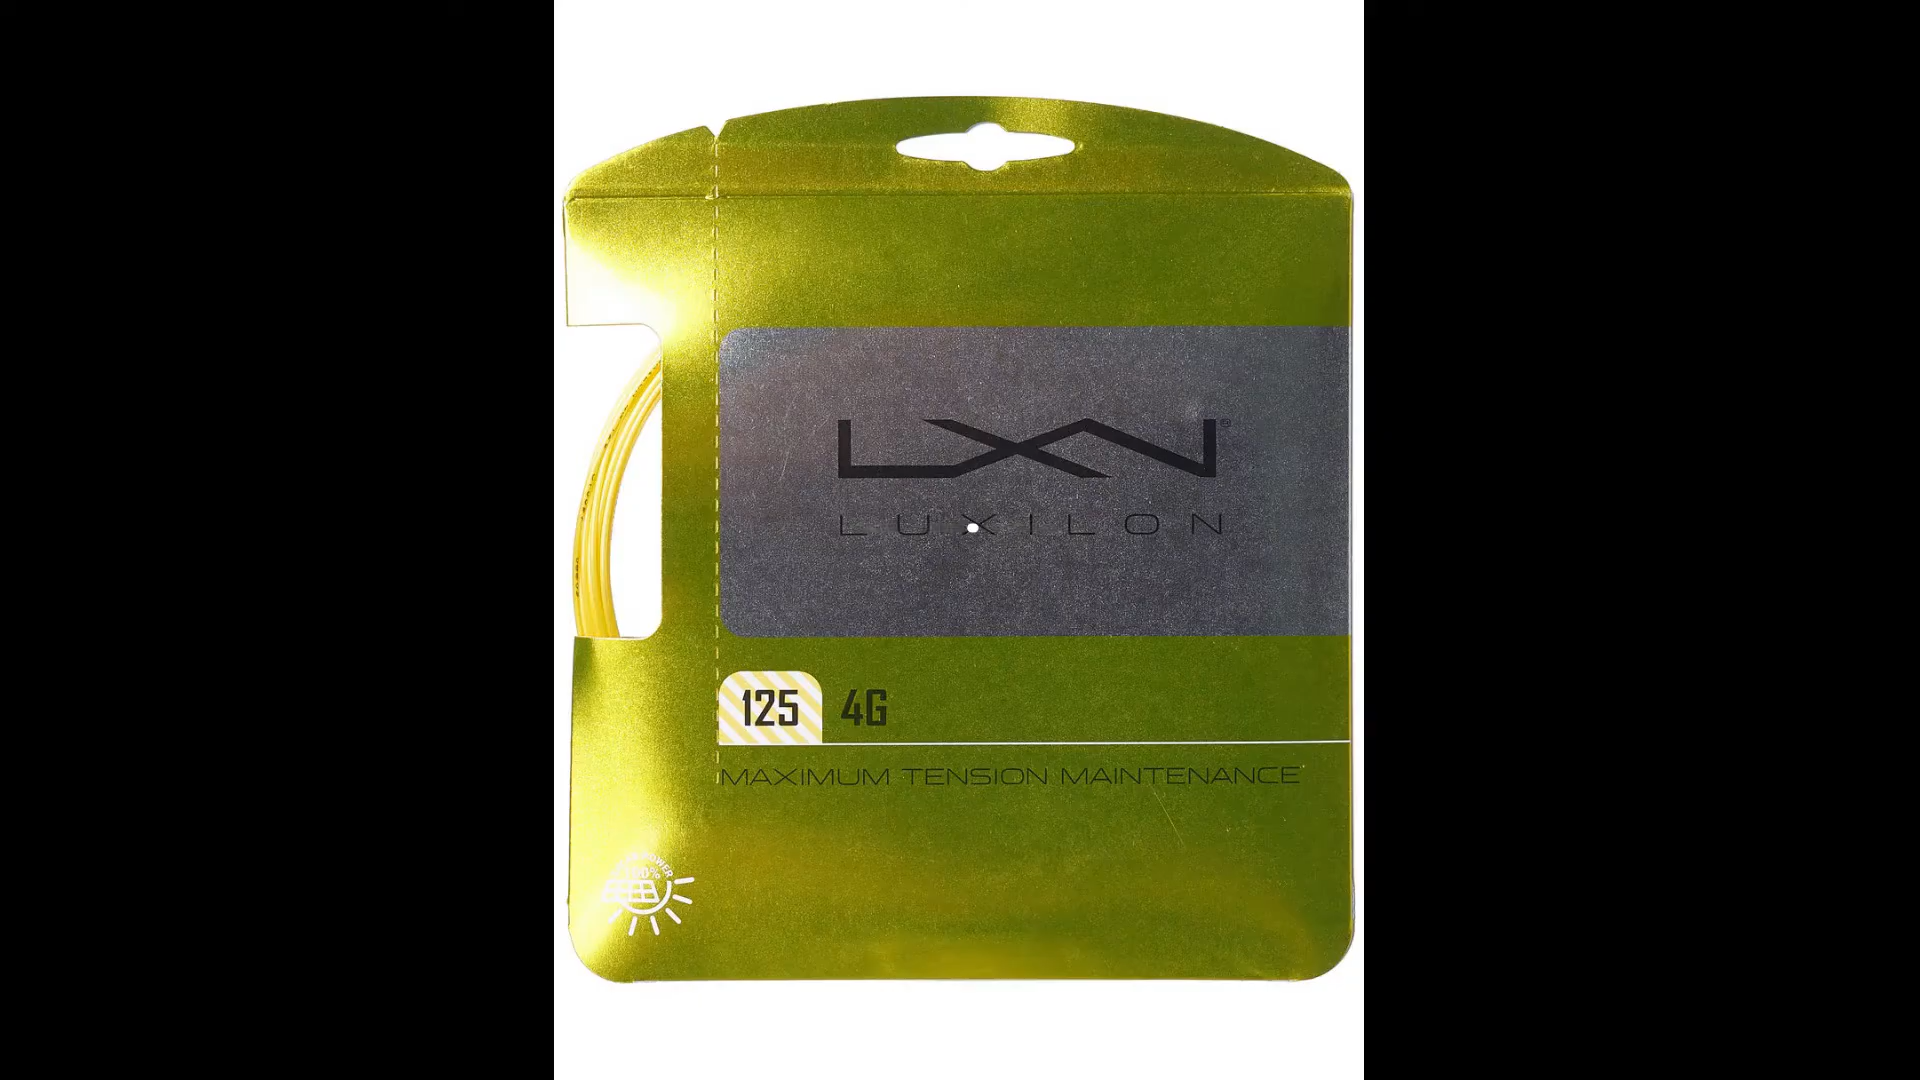 LXN®
LUXILON
125 4G
MAXIMUM TENSION MAINTENANCE